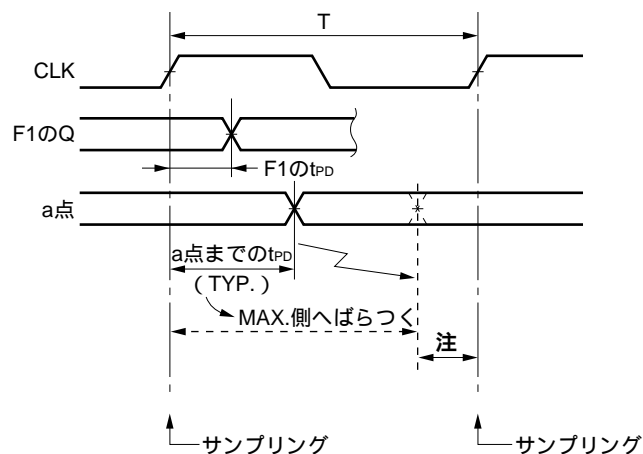 T
CLK
F1のQ
F1のtPD
a点
a点までのtPD
(TYP.)
MAX.側へばらつく
注
サンプリング
サンプリング